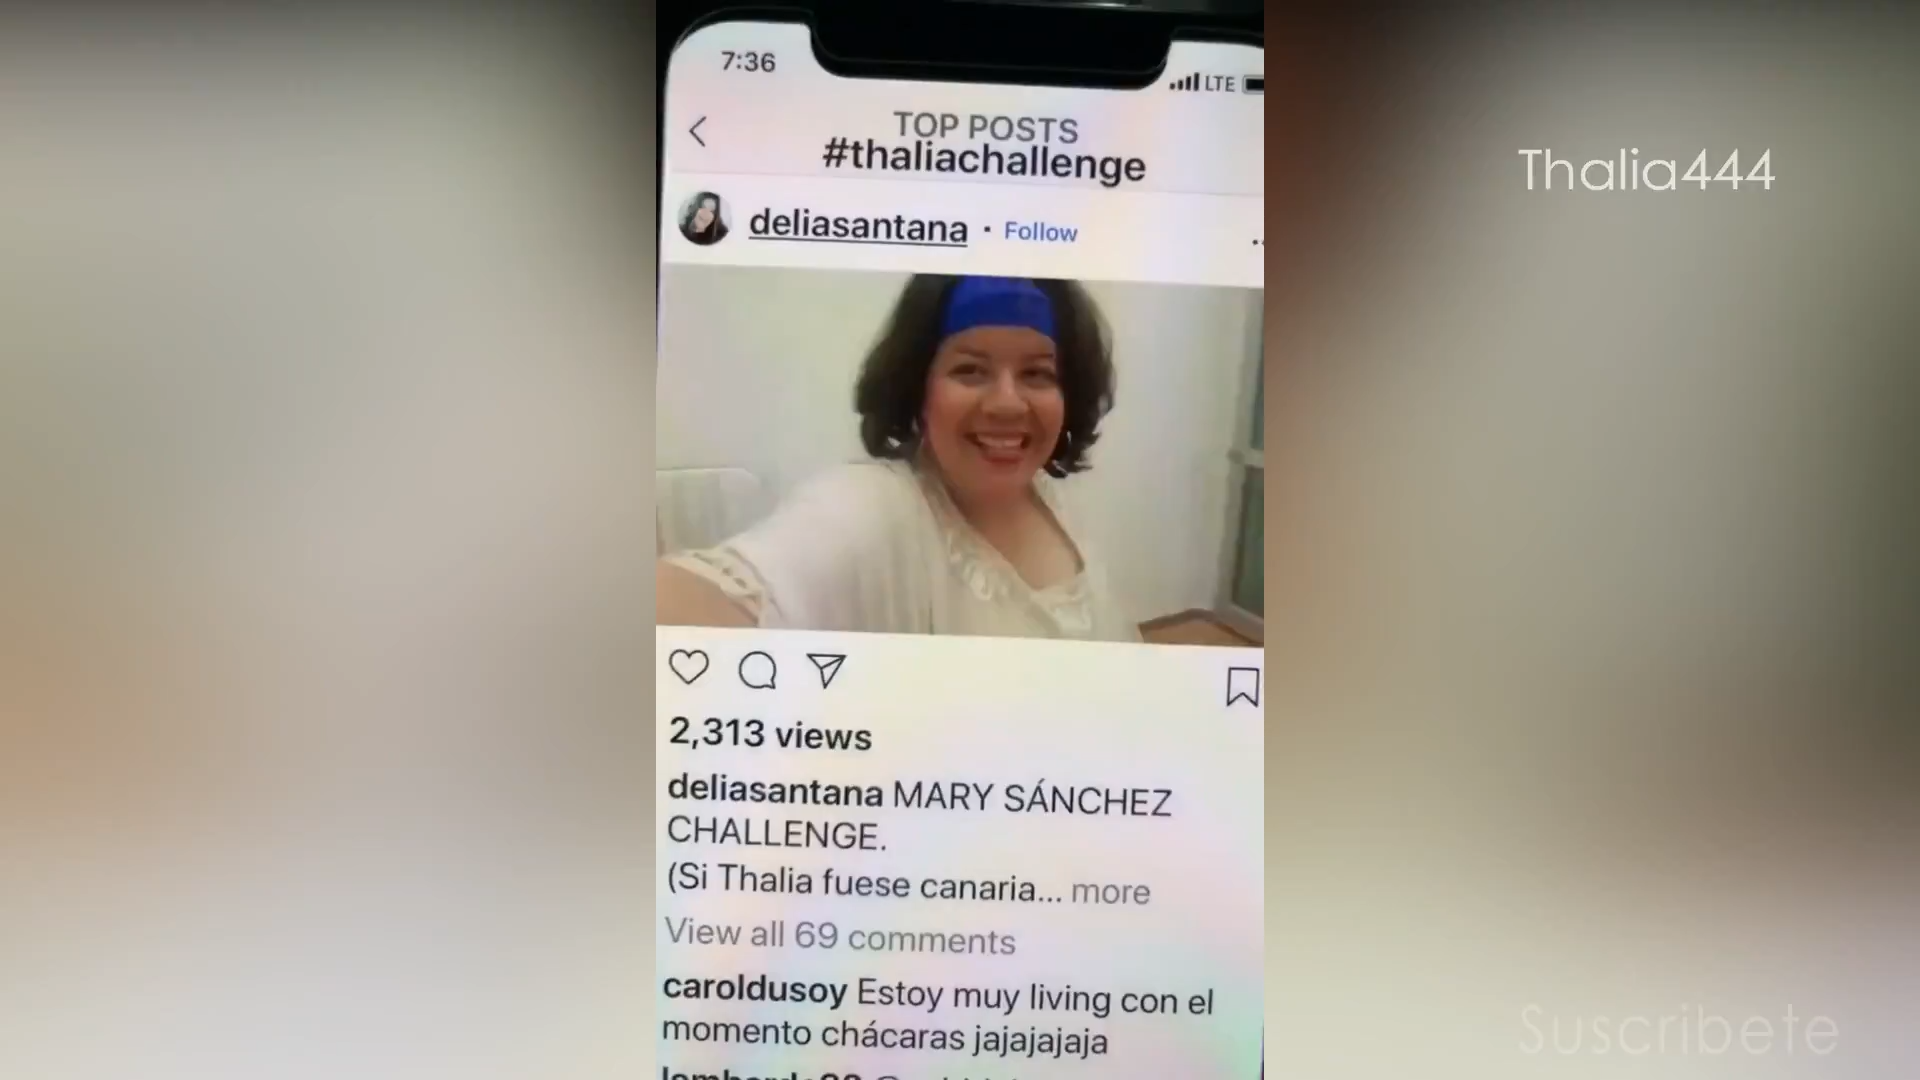 7:36
LTE
TOP POSTS
#thaliachallenge
Thalia444
deliasantana · Follow
2,313 views
deliasantana MARY SÁNCHEZ
CHALLENGE.
(Si Thalia fuese canaria... more
View all 69 comments
caroldusoy Estoy muy living con el
momento chácaras jajajajaja
Suscribete